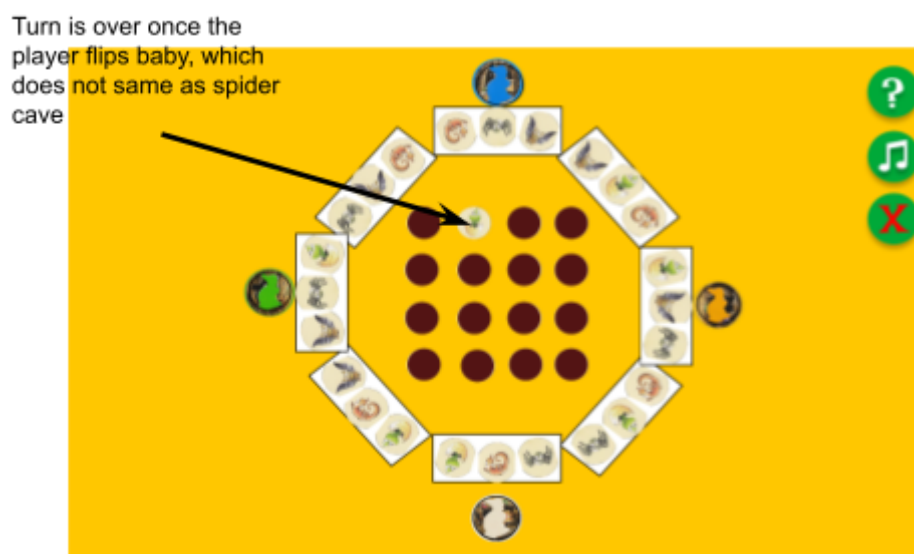 Turn is over once the
player flips baby, which
does not same as spider
cave
?
X